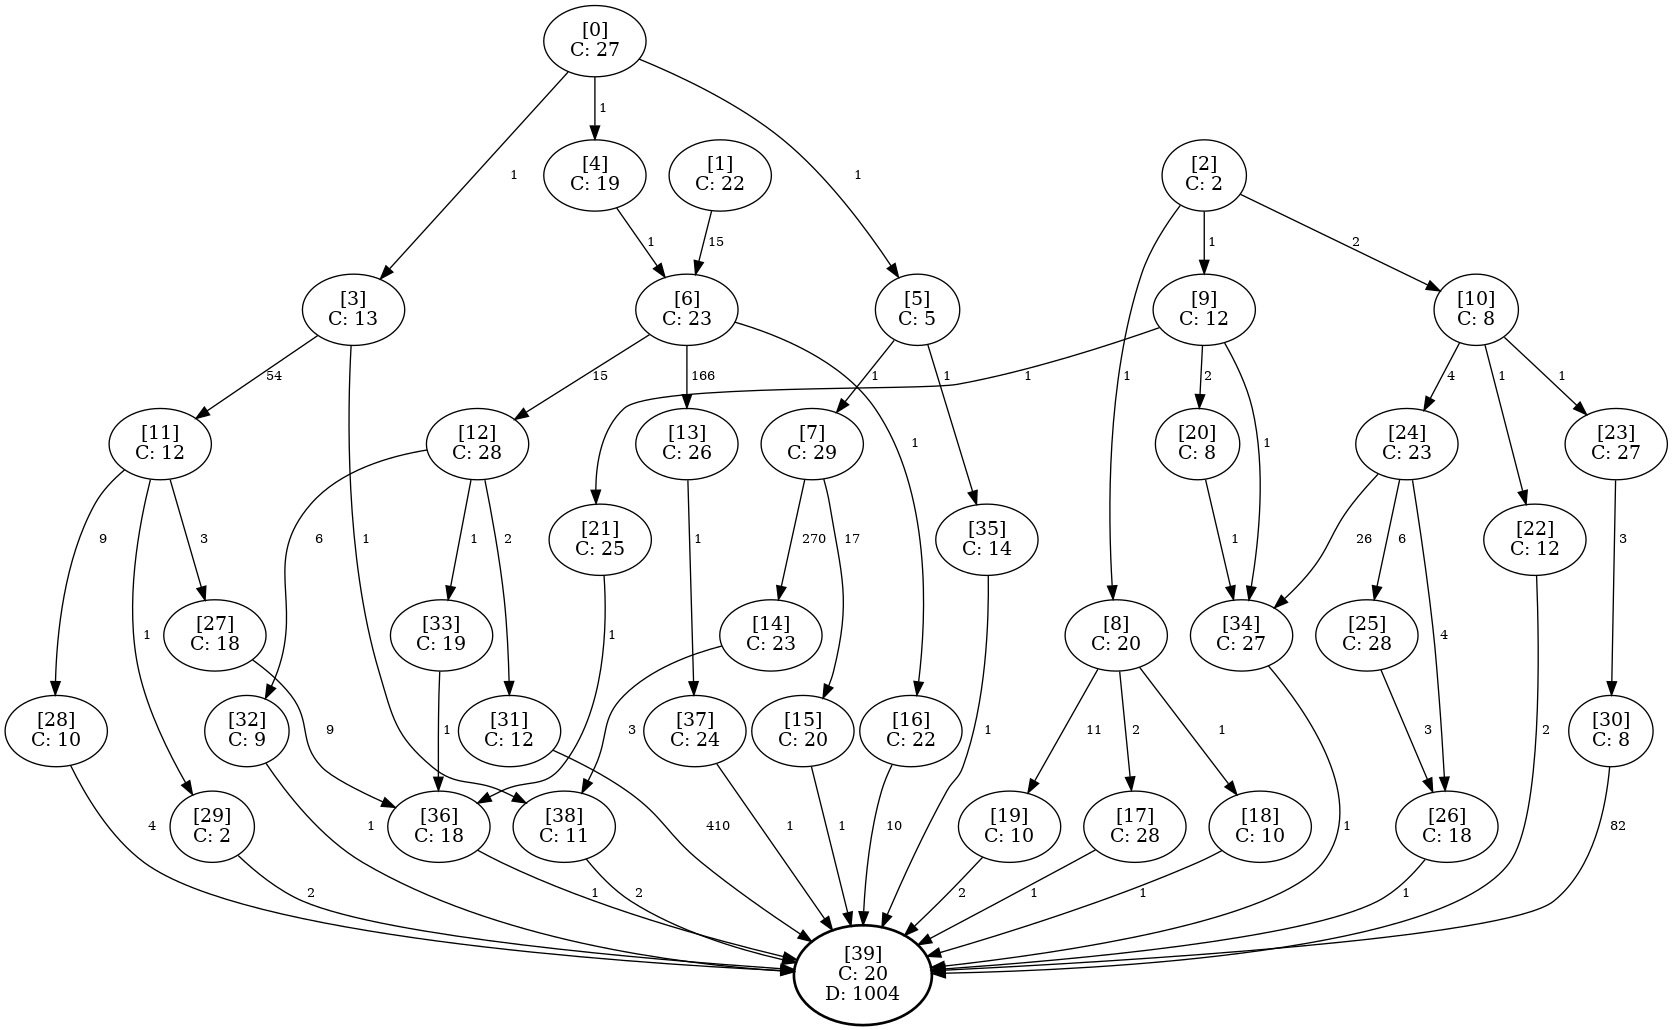 [0]
C: 27
1
1
1
[4]
C: 19
[1]
C: 22
[2]
C: 2
1
15
1
2
[3]
C: 13
[6]
C: 23
[5]
C: 5
[9]
C: 12
[10]
C: 8
54
15
166
1
1
1
1
2
4
1
1
[11]
C: 12
[12]
C: 28
[13]
C: 26
[7]
C: 29
1
[20]
C: 8
1
[24]
C: 23
[23]
C: 27
9
1
3
6
1
1
2
[21]
C: 25
1
270
17
[35]
C: 14
1
26
6
[22]
C: 12
3
1
[27]
C: 18
[33]
C: 19
1
[14]
C: 23
[8]
C: 20
[34]
C: 27
[25]
C: 28
4
[28]
C: 10
[32]
C: 9
9
1
[31]
C: 12
3
[37]
C: 24
[15]
C: 20
[16]
C: 22
1
11
2
1
3
2
[30]
C: 8
4
[29]
C: 2
1
[36]
C: 18
[38]
C: 11
410
1
1
10
[19]
C: 10
[17]
C: 28
[18]
C: 10
1
[26]
C: 18
82
2
1
2
2
1
1
1
[39]
C: 20
D: 1004